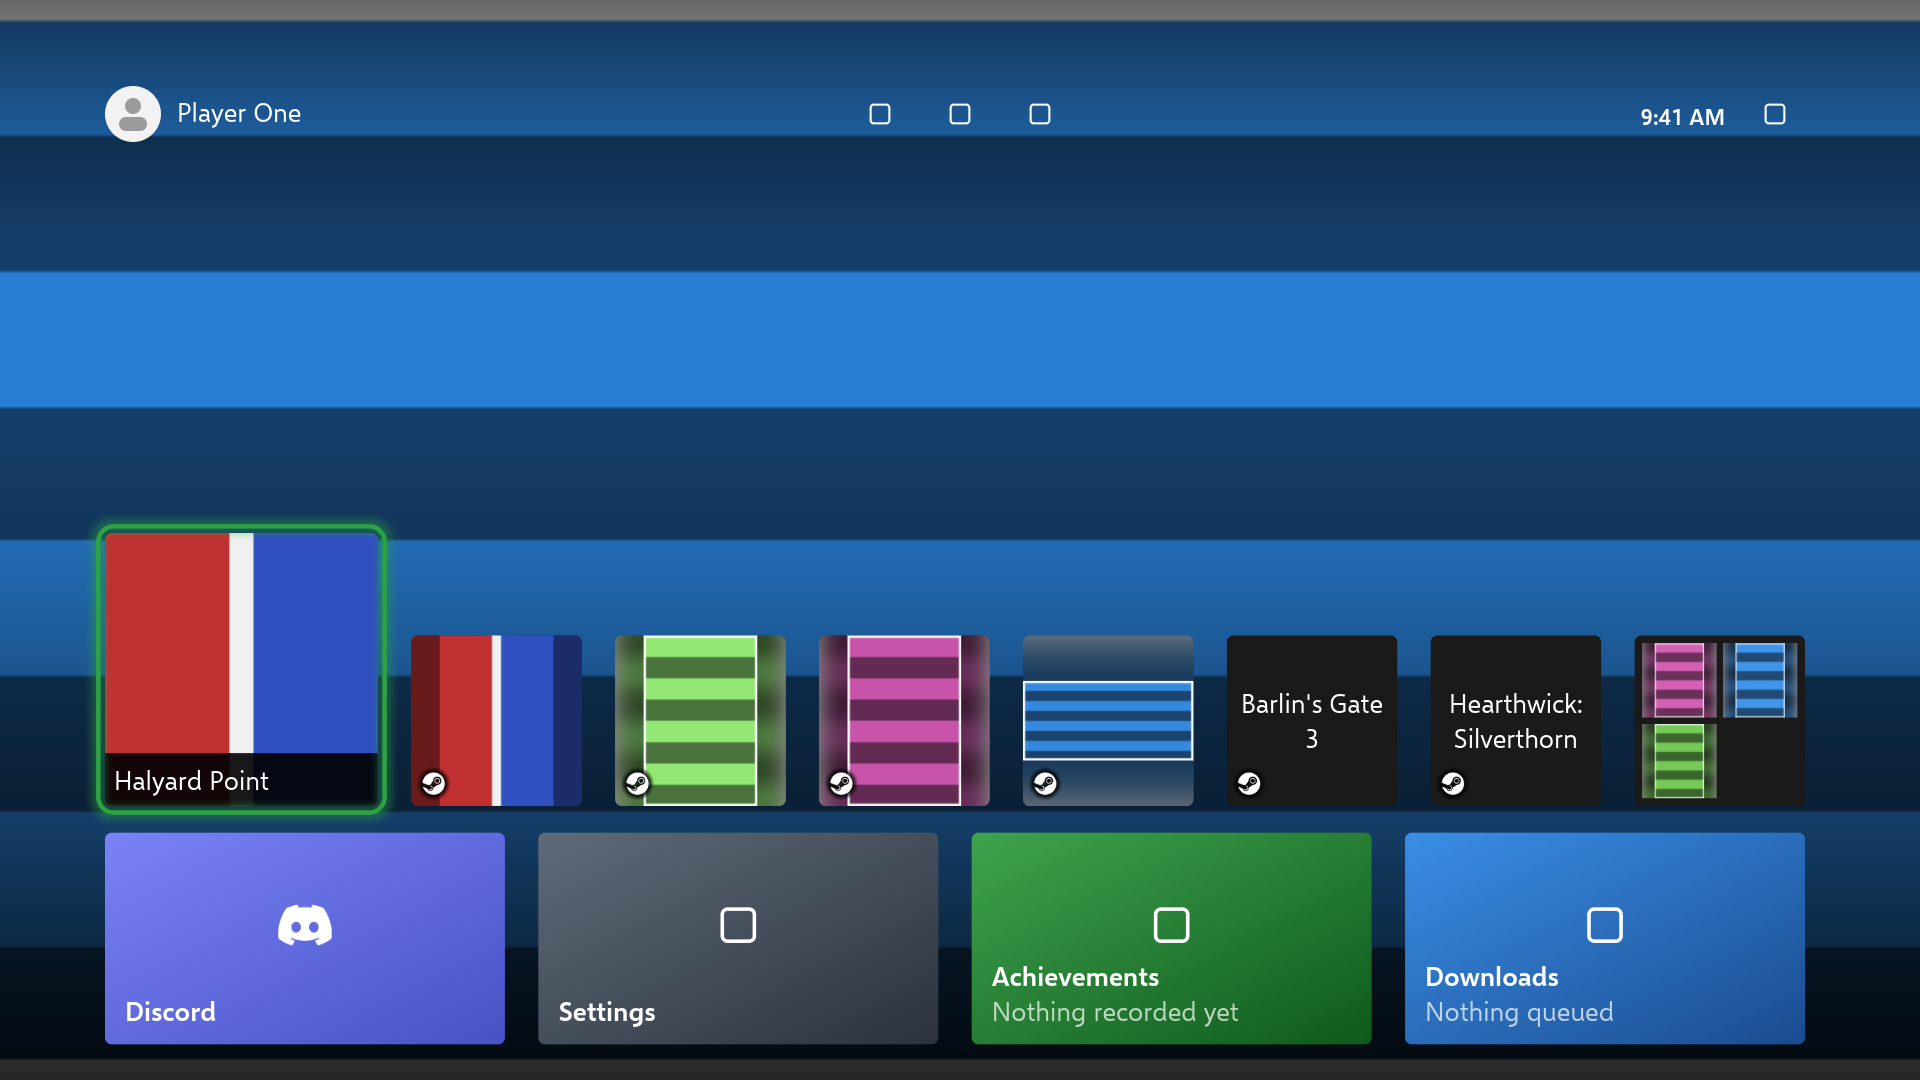 Player One
9:41 AM
Halyard Point
Barlin's Gate
3
Hearthwick:
Silverthorn
Discord
Settings
Achievements
Nothing recorded yet
Downloads
Nothing queued